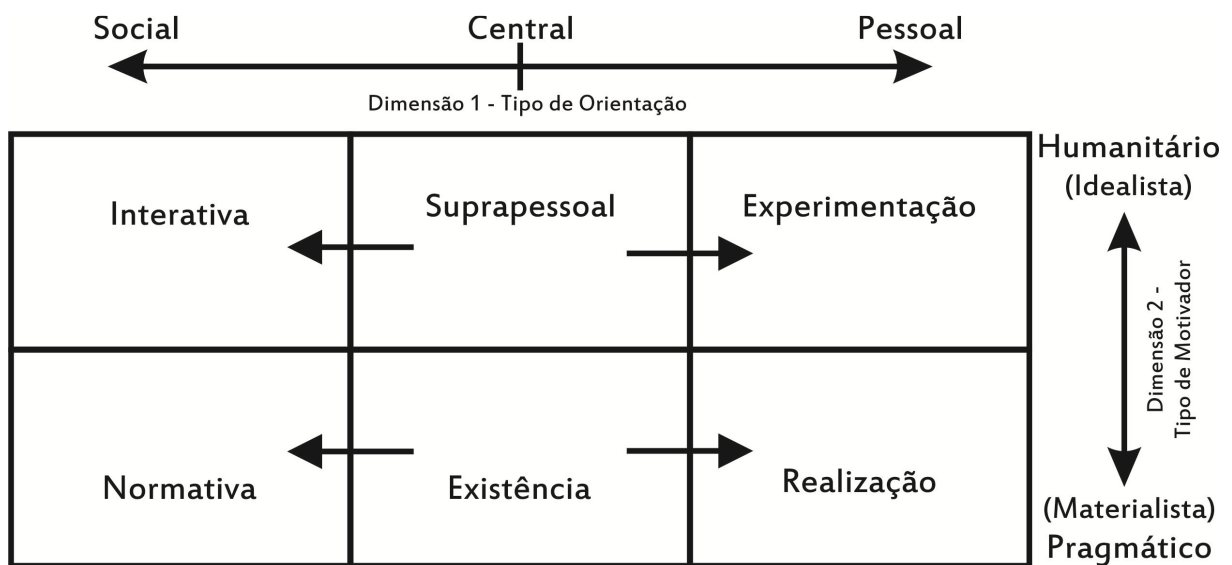 Social Central Pessoal
Dimensão 1 - Tipo de Orientação
Humanitário
(Idealista)
Interativa Suprapessoal Experimentação
Dimensão 2 -
Tipo de Motivador
Normativa Existência Realização
(Materialista)
Pragmático